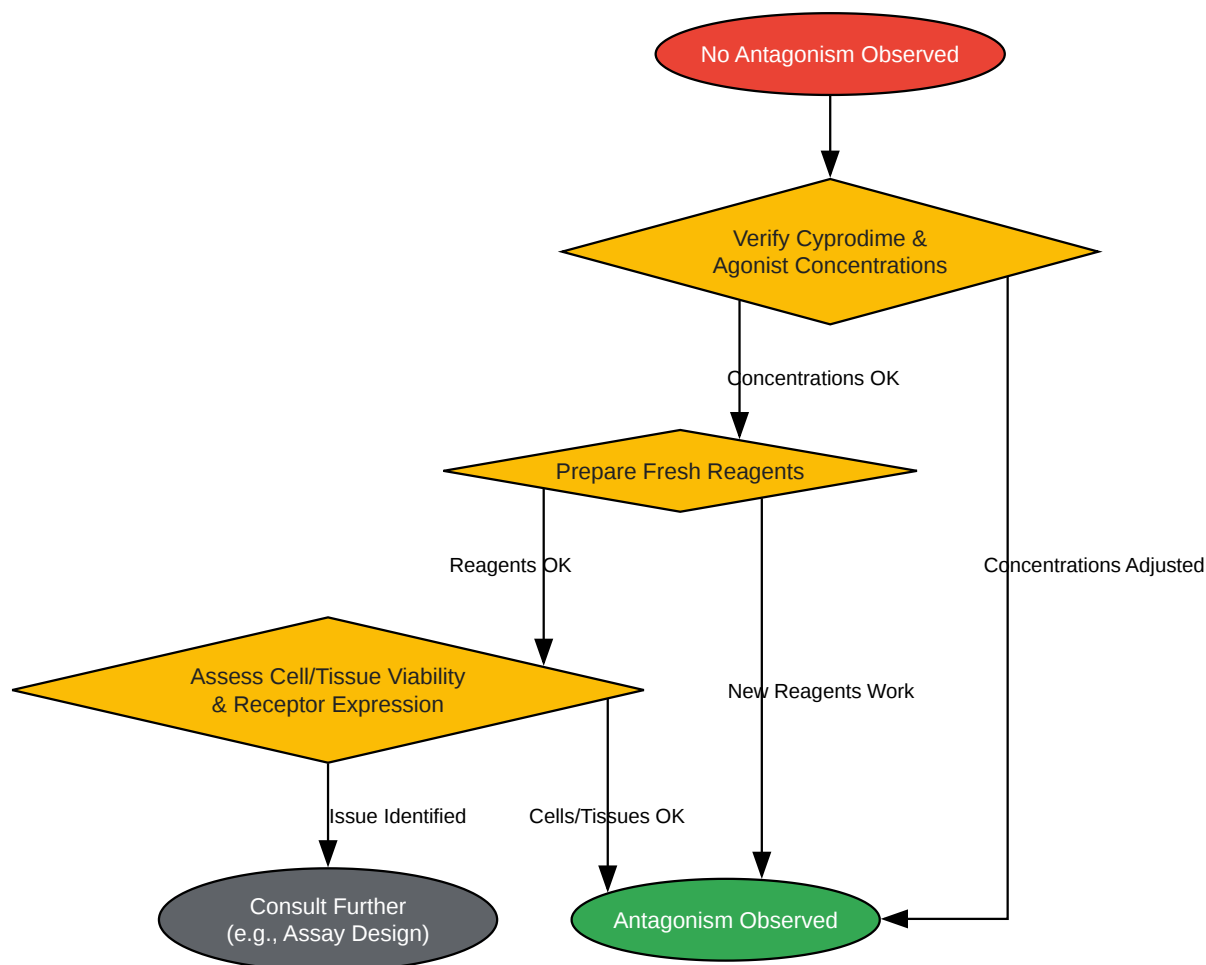 No Antagonism Observed
Verify Cyprodime &
Agonist Concentrations
Concentrations OK
Prepare Fresh Reagents
Reagents OK
Concentrations Adjusted
Assess Cell/Tissue Viability
& Receptor Expression
New Reagents Work
Issue Identified
Cells/Tissues OK
Consult Further
(e.g., Assay Design)
Antagonism Observed